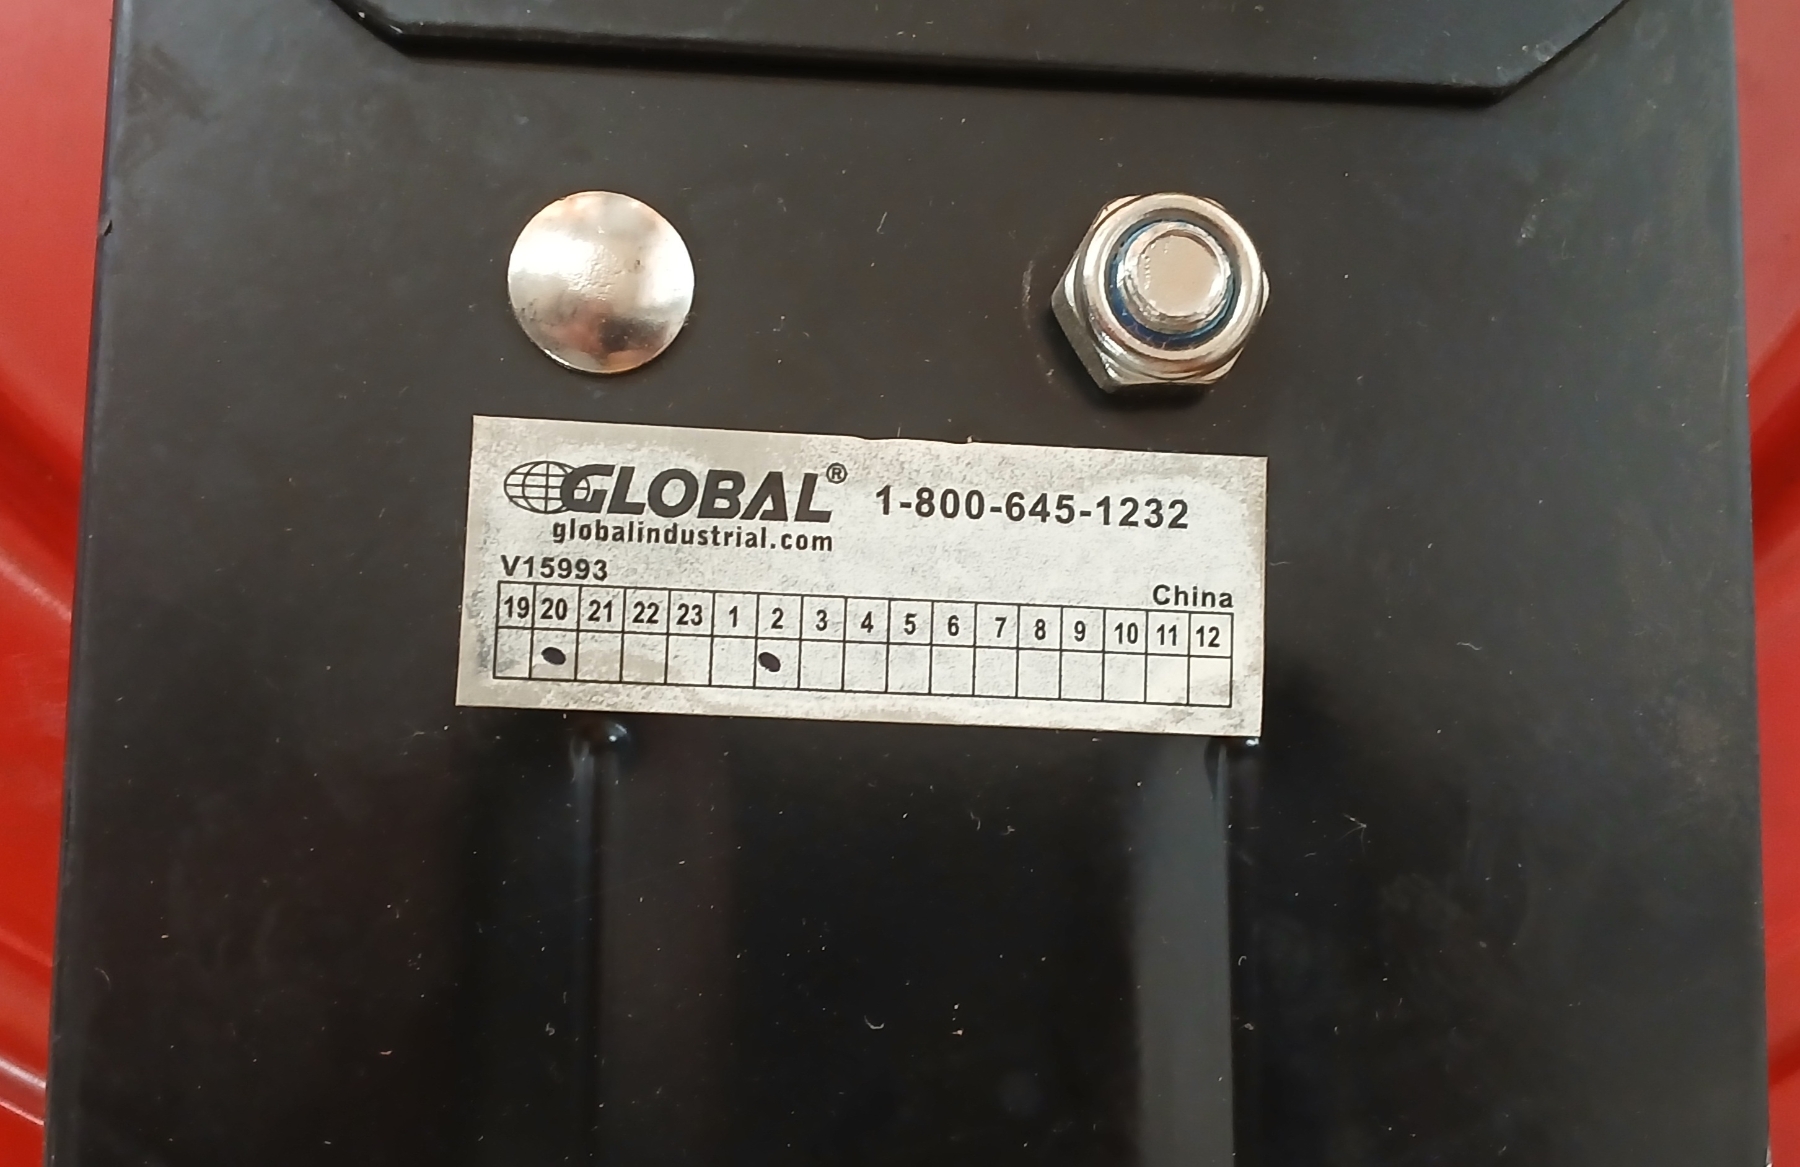 GLOBAL® 1-800-645-1232
globalindustrial.com
V15993
China
19 20 21 22 23 1 2 3 4 5 6 7 8 9 10 11 12